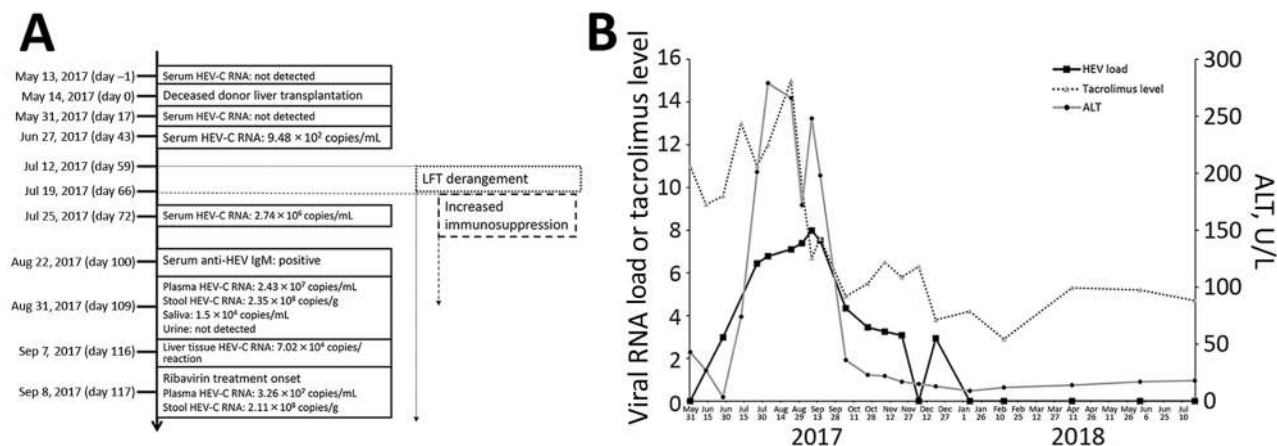 A
May 13, 2017 (day –1)
Serum HEV-C RNA: not detected
May 14, 2017 (day 0)
Deceased donor liver transplantation
May 31, 2017 (day 17)
Serum HEV-C RNA: not detected
Jun 27, 2017 (day 43)
Serum HEV-C RNA: 9.48 × 10² copies/mL
Jul 12, 2017 (day 59)
LFT derangement
Jul 19, 2017 (day 66)
Increased
immunosuppression
Jul 25, 2017 (day 72)
Serum HEV-C RNA: 2.74 × 10⁶ copies/mL
Aug 22, 2017 (day 100)
Serum anti-HEV IgM: positive
Aug 31, 2017 (day 109)
Plasma HEV-C RNA: 2.43 × 10⁷ copies/mL
Stool HEV-C RNA: 2.35 × 10⁸ copies/g
Saliva: 1.5 × 10⁴ copies/mL
Urine: not detected
Sep 7, 2017 (day 116)
Liver tissue HEV-C RNA: 7.02 × 10⁴ copies/
reaction
Sep 8, 2017 (day 117)
Ribavirin treatment onset
Plasma HEV-C RNA: 3.26 × 10⁷ copies/mL
Stool HEV-C RNA: 2.11 × 10⁸ copies/g
B
Viral RNA load or tacrolimus level
16
14
12
10
8
6
4
2
0
HEV load
Tacrolimus level
ALT
300
250
200
150
100
50
0
ALT, U/L
May 31
Jun 15
Jun 30
Jul 15
Jul 30
Aug 14
Aug 29
Sep 13
Sep 28
Oct 11
Oct 28
Nov 12
Nov 27
Dec 12
Dec 27
Jan 1
Jan 26
Feb 10
Feb 25
Mar 12
Mar 27
Apr 11
Apr 26
May 11
May 26
Jun 10
Jun 25
Jul 10
2017
2018